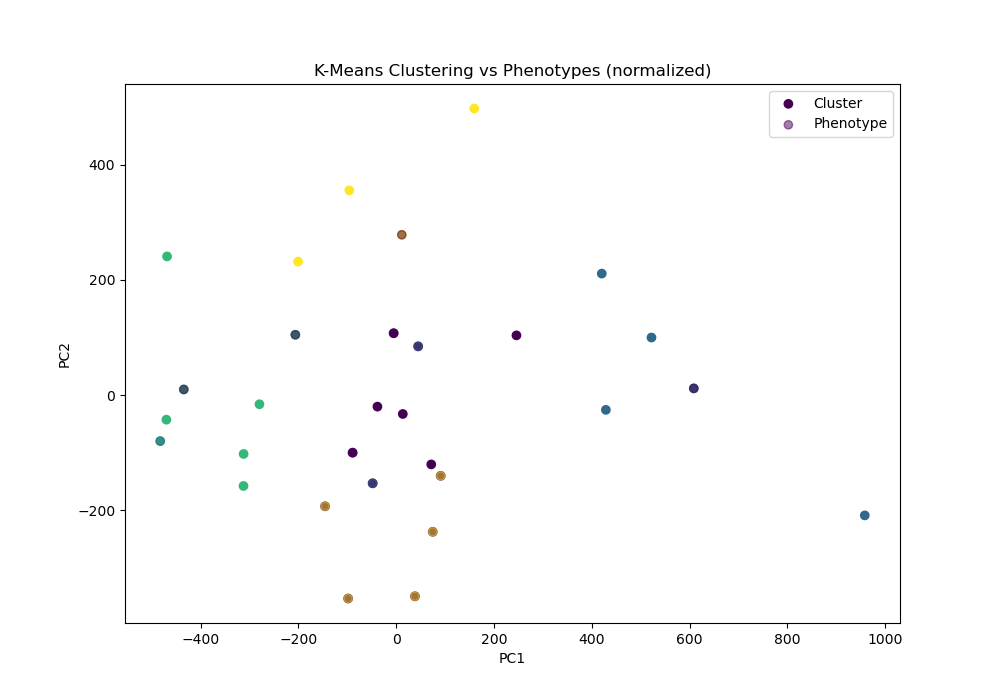 K-Means Clustering vs Phenotypes (normalized)
Cluster
Phenotype
400
200
0
−200
PC2
−400 −200 0 200 400 600 800 1000
PC1